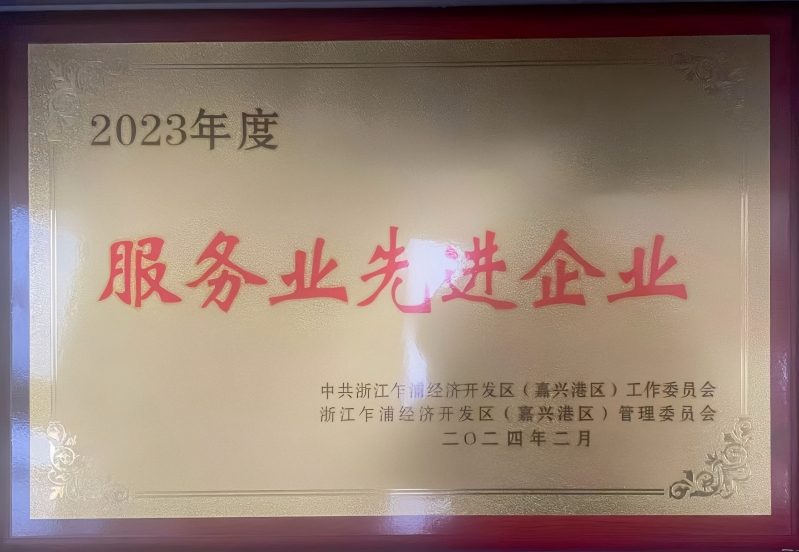 2023年度
服务业先进企业
中共浙江乍浦经济开发区（嘉兴港区）工作委员会
浙江乍浦经济开发区（嘉兴港区）管理委员会
二〇二四年二月